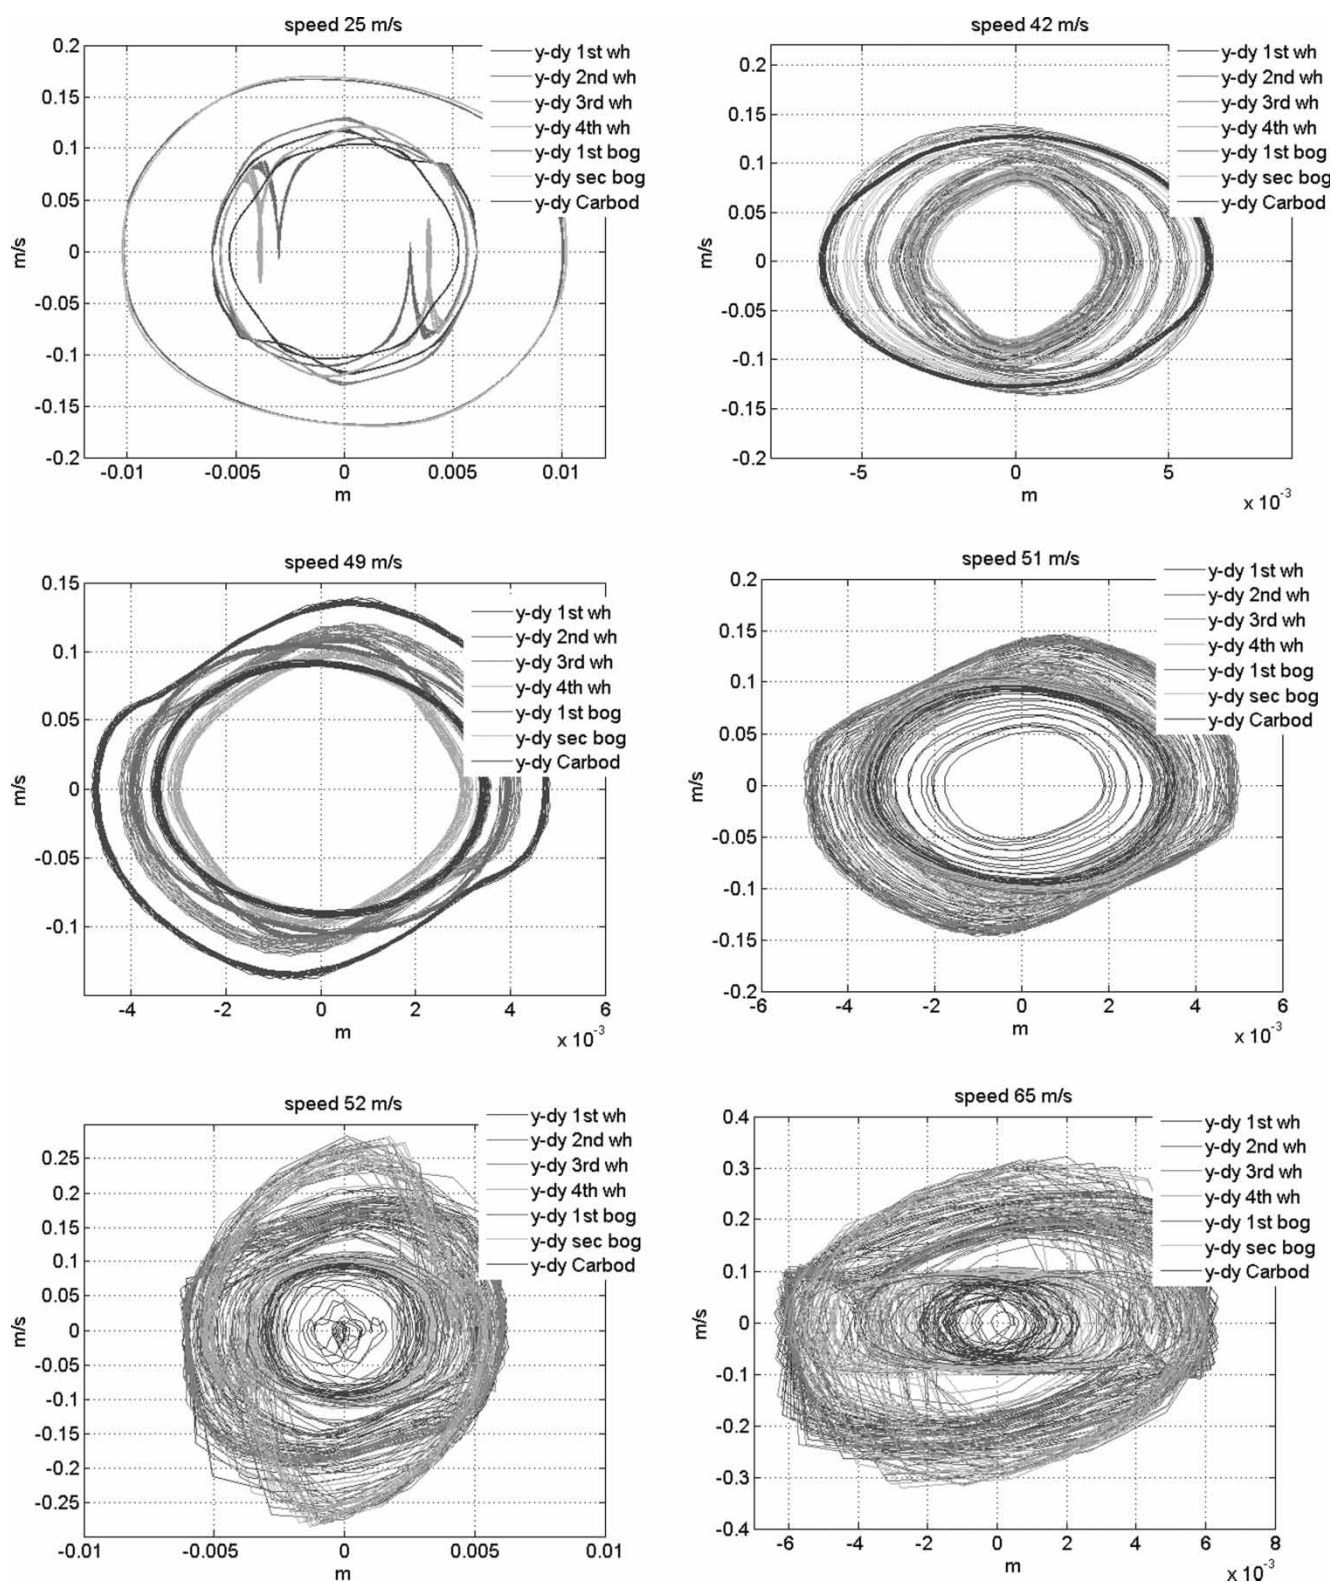 speed 25 m/s
0.2
0.15
0.1
0.05
0
-0.05
-0.1
-0.15
-0.2
m/s
-0.01
-0.005
0
0.005
0.01
m
y-dy 1st wh
y-dy 2nd wh
y-dy 3rd wh
y-dy 4th wh
y-dy 1st bog
y-dy sec bog
y-dy Carbod
speed 42 m/s
0.2
0.15
0.1
0.05
0
-0.05
-0.1
-0.15
-0.2
m/s
-5
0
5
m
x 10-3
y-dy 1st wh
y-dy 2nd wh
y-dy 3rd wh
y-dy 4th wh
y-dy 1st bog
y-dy sec bog
y-dy Carbod
speed 49 m/s
0.15
0.1
0.05
0
-0.05
-0.1
m/s
-4
-2
0
2
4
6
m
x 10-3
y-dy 1st wh
y-dy 2nd wh
y-dy 3rd wh
y-dy 4th wh
y-dy 1st bog
y-dy sec bog
y-dy Carbod
speed 51 m/s
0.2
0.15
0.1
0.05
0
-0.05
-0.1
-0.15
-0.2
m/s
-6
-4
-2
0
2
4
6
m
x 10-3
y-dy 1st wh
y-dy 2nd wh
y-dy 3rd wh
y-dy 4th wh
y-dy 1st bog
y-dy sec bog
y-dy Carbod
speed 52 m/s
0.25
0.2
0.15
0.1
0.05
0
-0.05
-0.1
-0.15
-0.2
-0.25
m/s
-0.01
-0.005
0
0.005
0.01
m
y-dy 1st wh
y-dy 2nd wh
y-dy 3rd wh
y-dy 4th wh
y-dy 1st bog
y-dy sec bog
y-dy Carbod
speed 65 m/s
0.4
0.3
0.2
0.1
0
-0.1
-0.2
-0.3
-0.4
m/s
-6
-4
-2
0
2
4
6
8
m
x 10-3
y-dy 1st wh
y-dy 2nd wh
y-dy 3rd wh
y-dy 4th wh
y-dy 1st bog
y-dy sec bog
y-dy Carbod